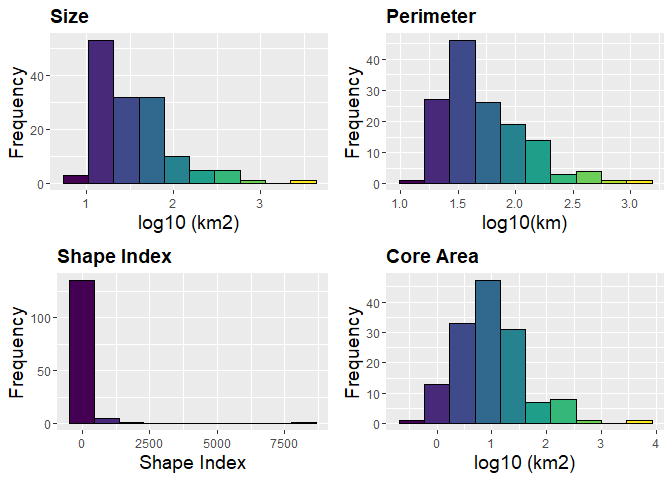 Size
Frequency
40
20
0
1
2
3
log10 (km2)
Perimeter
Frequency
40
30
20
10
0
1.0
1.5
2.0
2.5
3.0
log10(km)
Shape Index
Frequency
100
50
0
0
2500
5000
7500
Shape Index
Core Area
Frequency
40
30
20
10
0
0
1
2
3
4
log10 (km2)